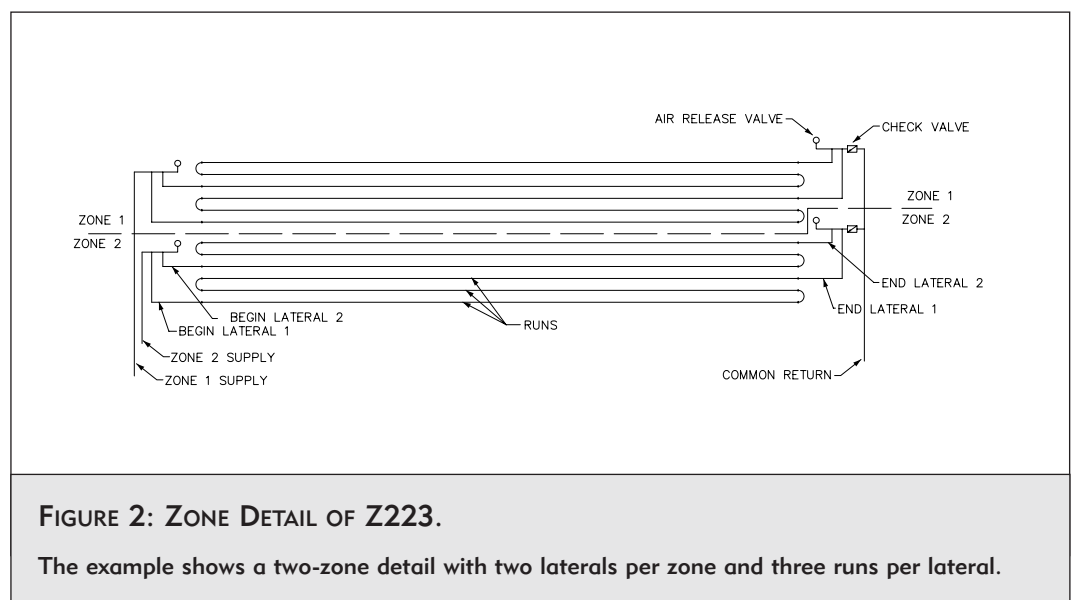 AIR RELEASE VALVE
CHECK VALVE
ZONE 1
ZONE 2
ZONE 1
ZONE 2
END LATERAL 2
END LATERAL 1
BEGIN LATERAL 2
BEGIN LATERAL 1
RUNS
ZONE 2 SUPPLY
ZONE 1 SUPPLY
COMMON RETURN
FIGURE 2: ZONE DETAIL OF Z223.
The example shows a two-zone detail with two laterals per zone and three runs per lateral.